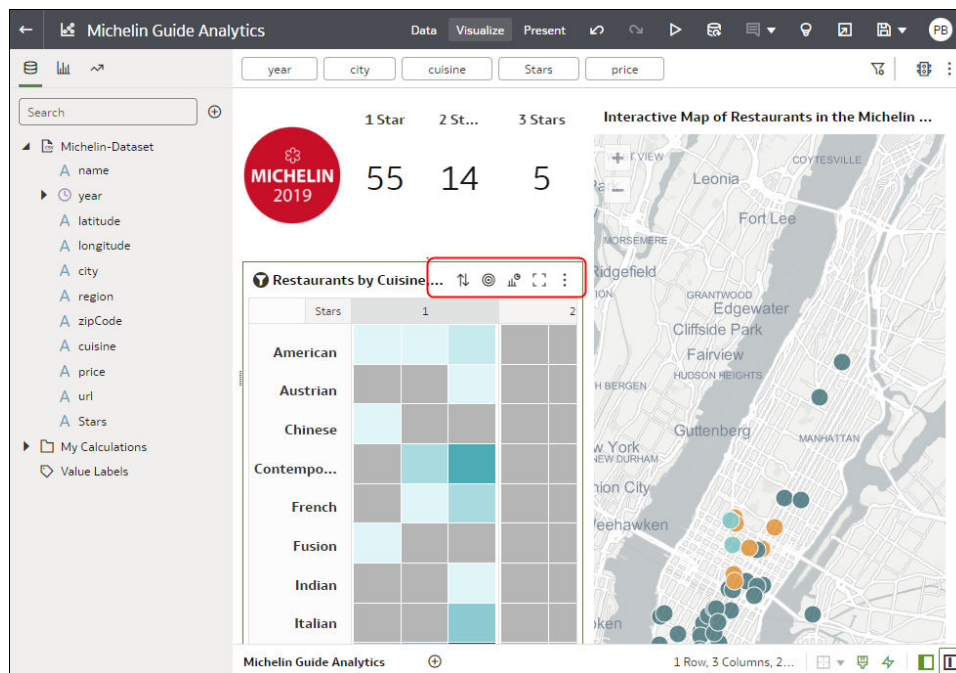 Michelin Guide Analytics
Data Visualize Present
PB
year city cuisine Stars price
Search
Michelin-Dataset
name
year
latitude
longitude
city
region
zipCode
cuisine
price
url
Stars
My Calculations
Value Labels
MICHELIN
2019
1 Star 2 St... 3 Stars
55 14 5
Restaurants by Cuisine,...
Stars 1 2
American
Austrian
Chinese
Contempo...
French
Fusion
Indian
Italian
Interactive Map of Restaurants in the Michelin ...
COYTESVILLE
Leonia
Fort Lee
MORSEMERE
Ridgefield
GRANTWOOD
Edgewater
Cliffside Park
Fairview
HUDSON HEIGHTS
H BERGEN
Guttenberg
MANHATTAN
w York
NEW DURHAM
nion City
Weehawken
oken
Michelin Guide Analytics
1 Row, 3 Columns, 2...